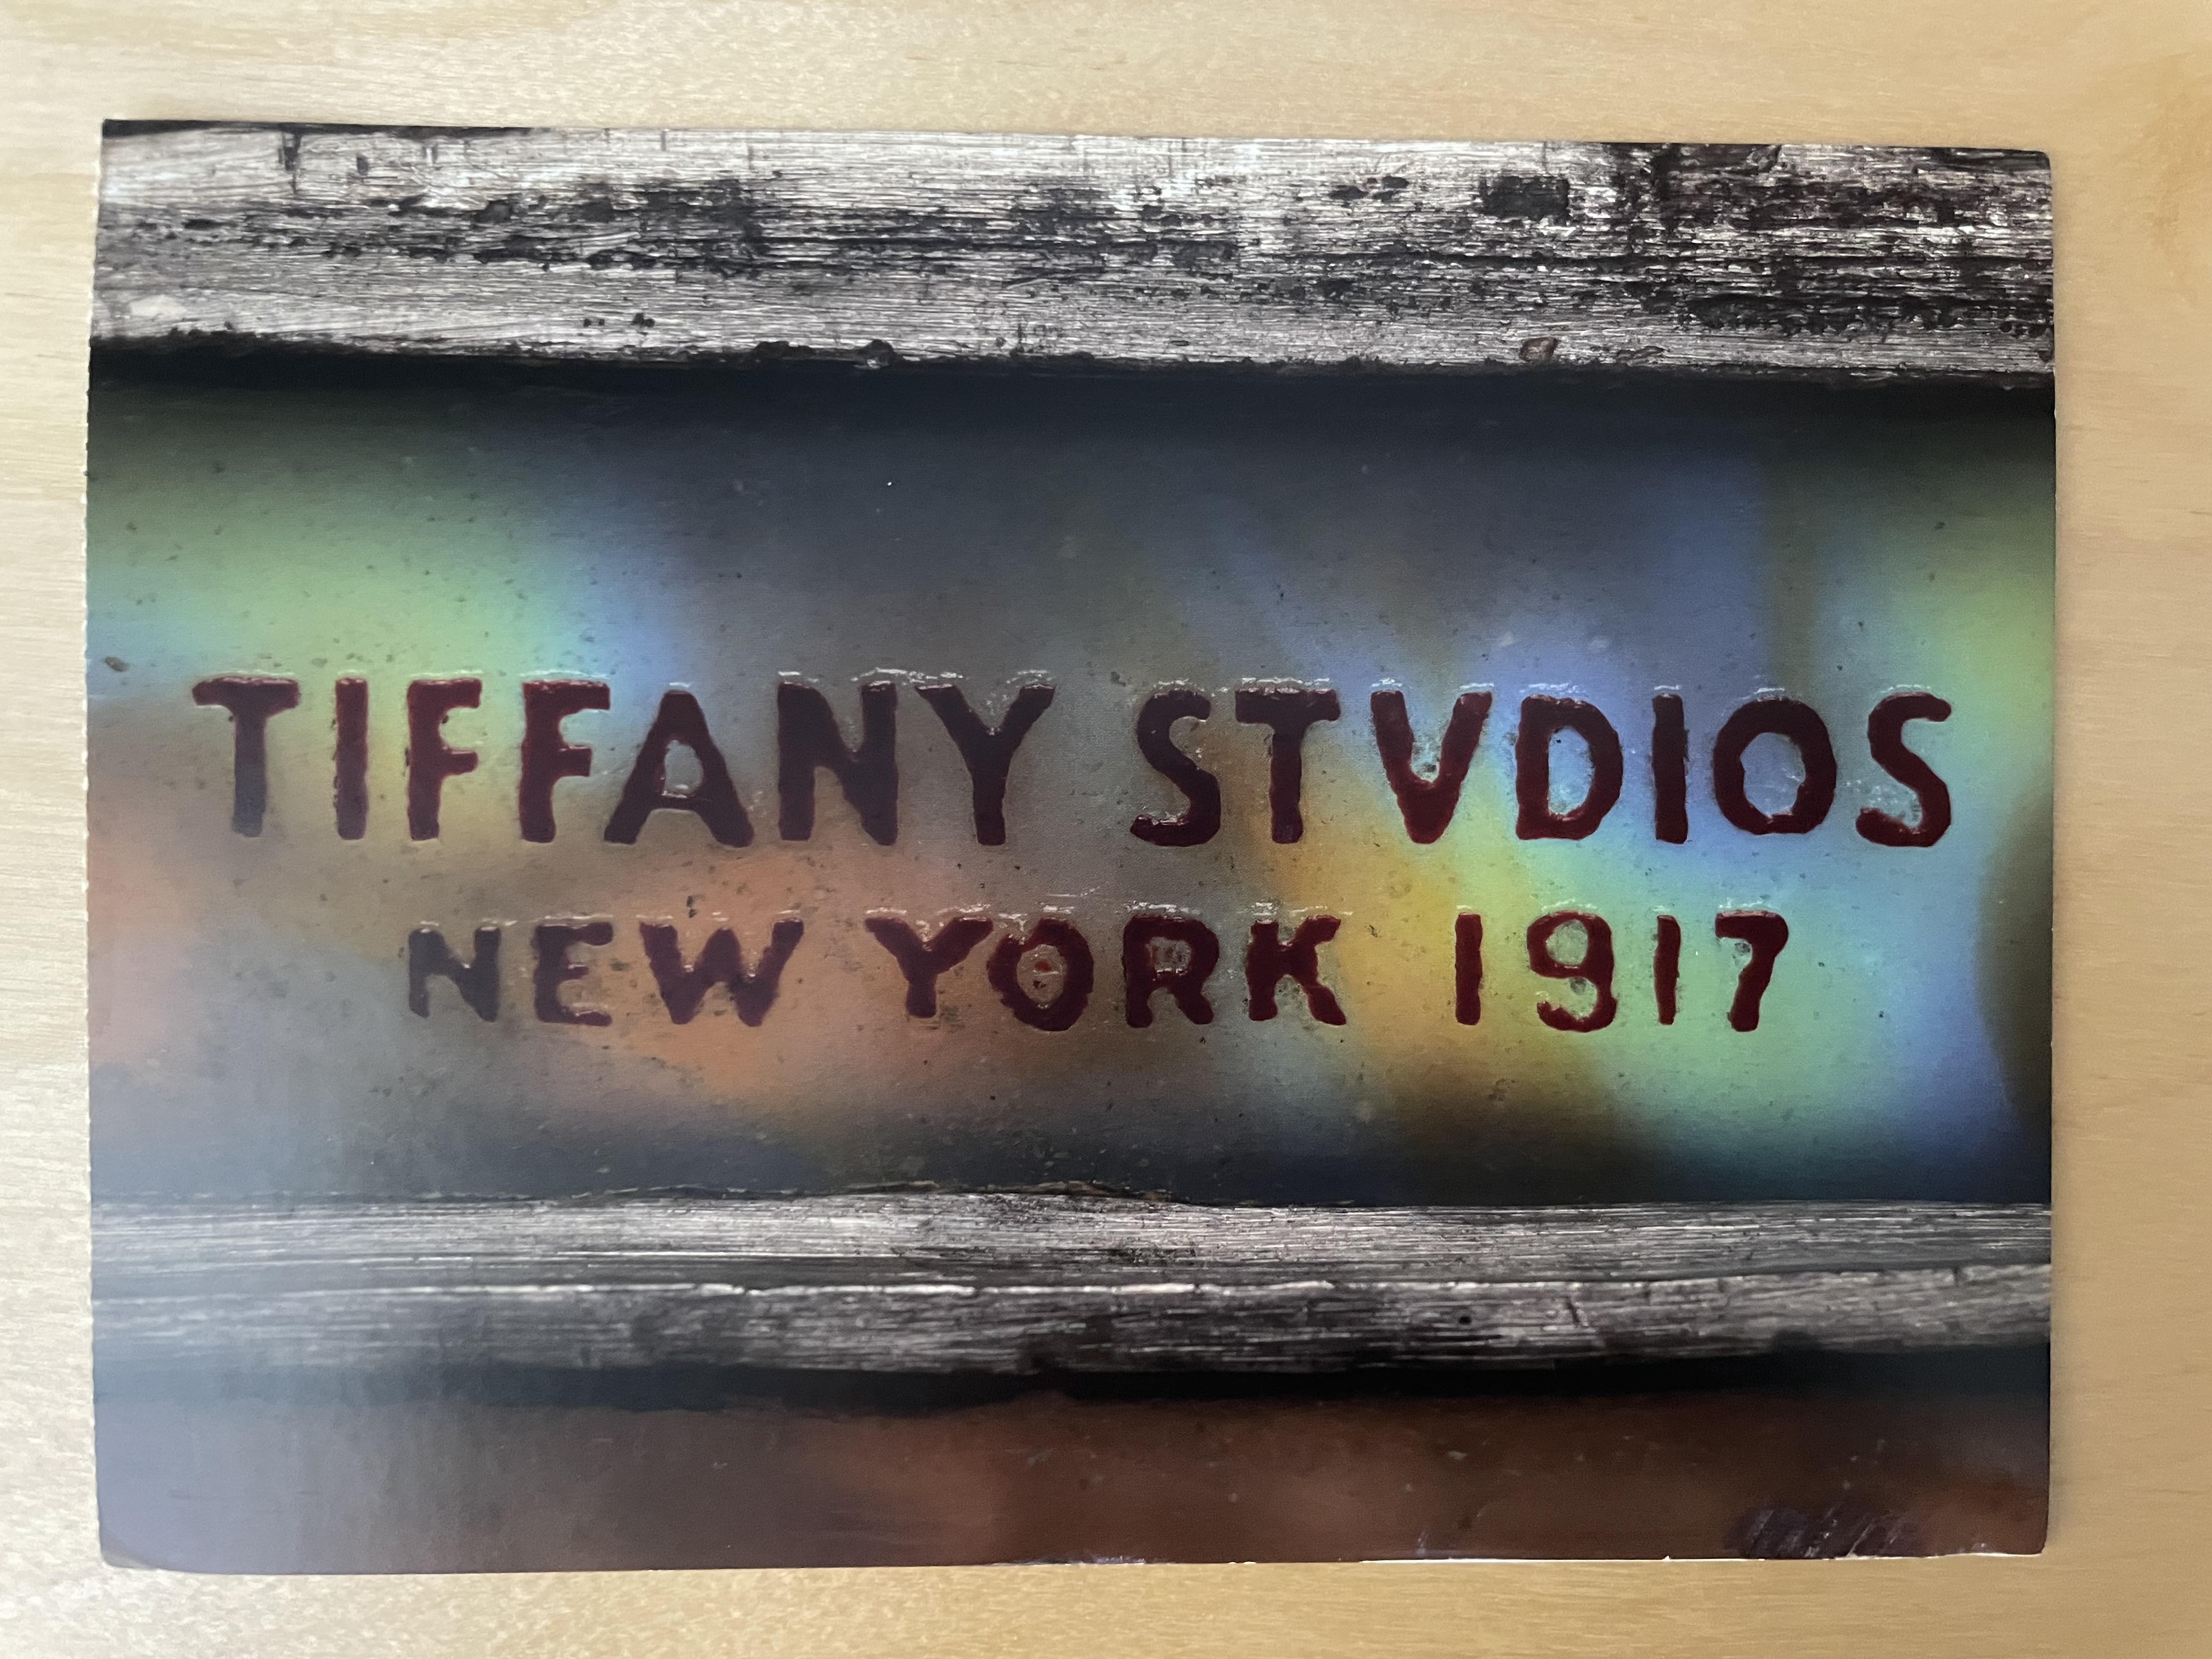 TIFFANY STVDIOS
NEW YORK 1917